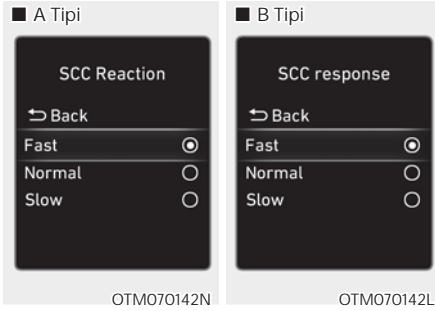 ■ A Tipi
SCC Reaction
⮌ Back
Fast
Normal
Slow
OTM070142N
■ B Tipi
SCC response
⮌ Back
Fast
Normal
Slow
OTM070142L